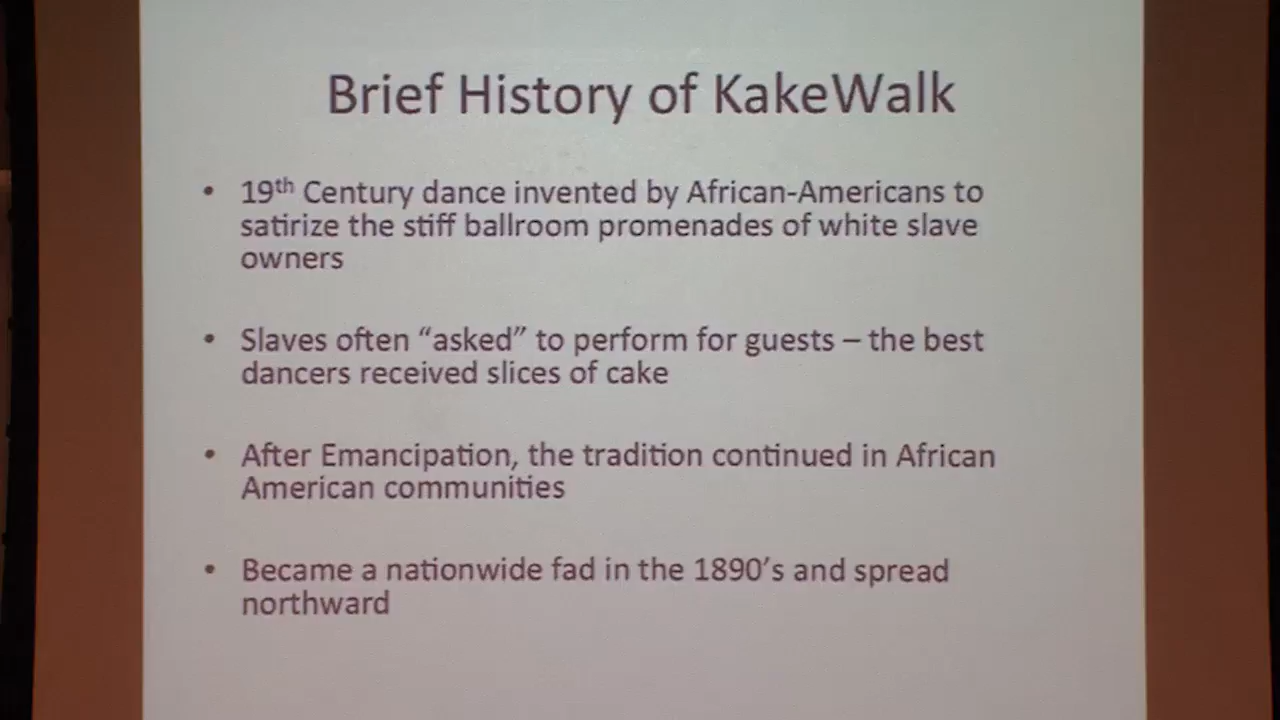 Brief History of KakeWalk
• 19th Century dance invented by African-Americans to
satirize the stiff ballroom promenades of white slave
owners
• Slaves often “asked” to perform for guests – the best
dancers received slices of cake
• After Emancipation, the tradition continued in African
American communities
• Became a nationwide fad in the 1890’s and spread
northward